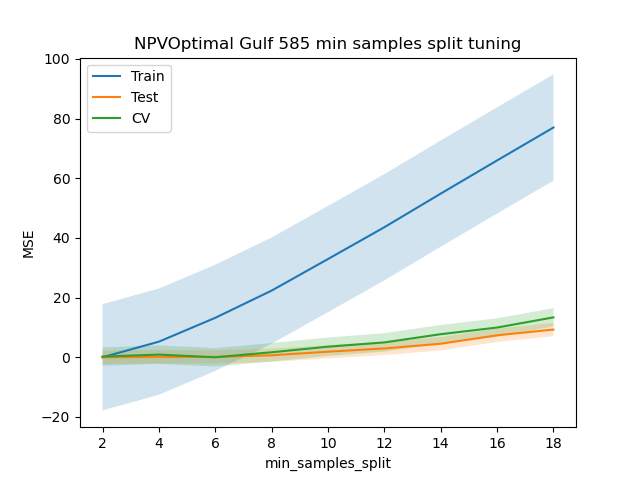 NPVOptimal Gulf 585 min samples split tuning
Train
Test
CV
100
80
60
40
20
0
−20
MSE
2 4 6 8 10 12 14 16 18
min_samples_split